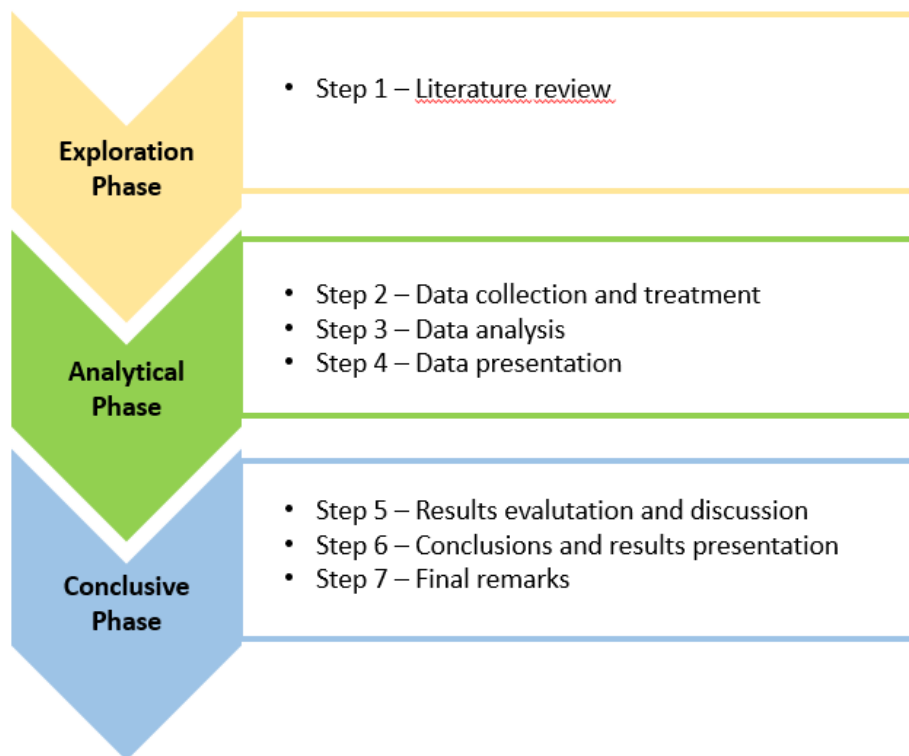 Exploration
Phase
• Step 1 – Literature review
Analytical
Phase
• Step 2 – Data collection and treatment
• Step 3 – Data analysis
• Step 4 – Data presentation
Conclusive
Phase
• Step 5 – Results evalutation and discussion
• Step 6 – Conclusions and results presentation
• Step 7 – Final remarks